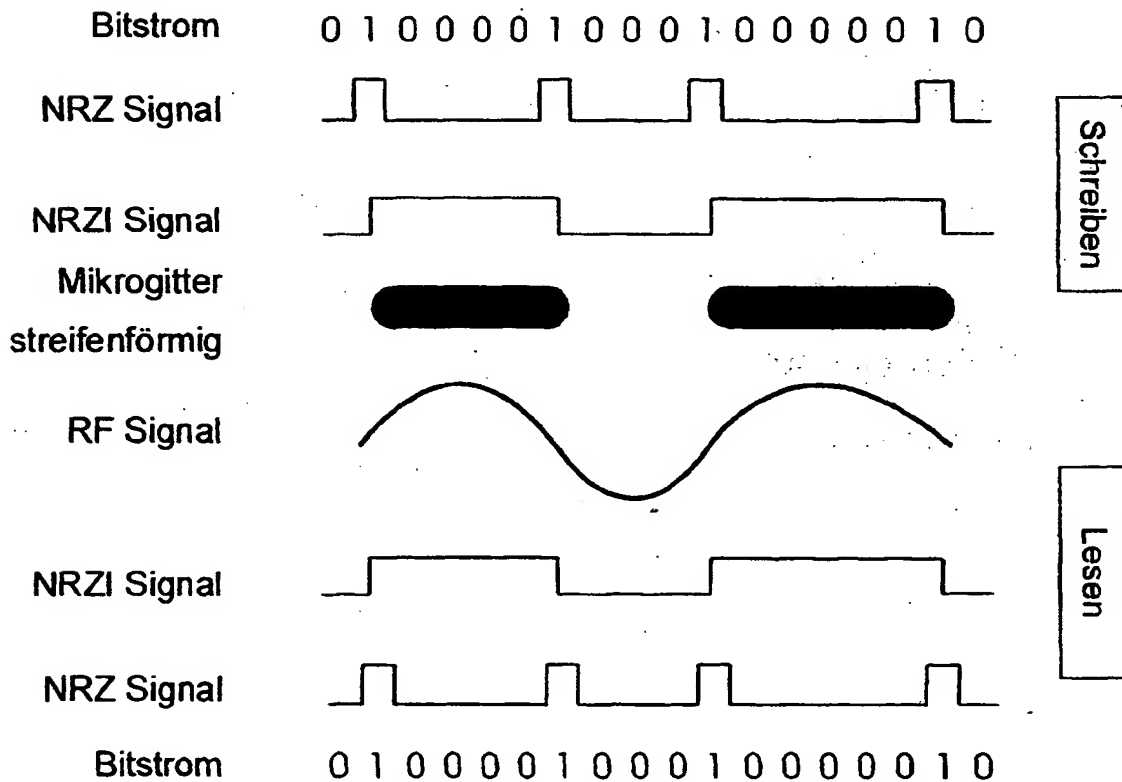 Bitstrom 0 1 0 0 0 0 1 0 0 0 1 0 0 0 0 0 1 0
NRZ Signal
NRZI Signal
Schreiben
Mikrogitter
streifenförmig
RF Signal
NRZI Signal
Lesen
NRZ Signal
Bitstrom 0 1 0 0 0 0 1 0 0 0 1 0 0 0 0 0 1 0